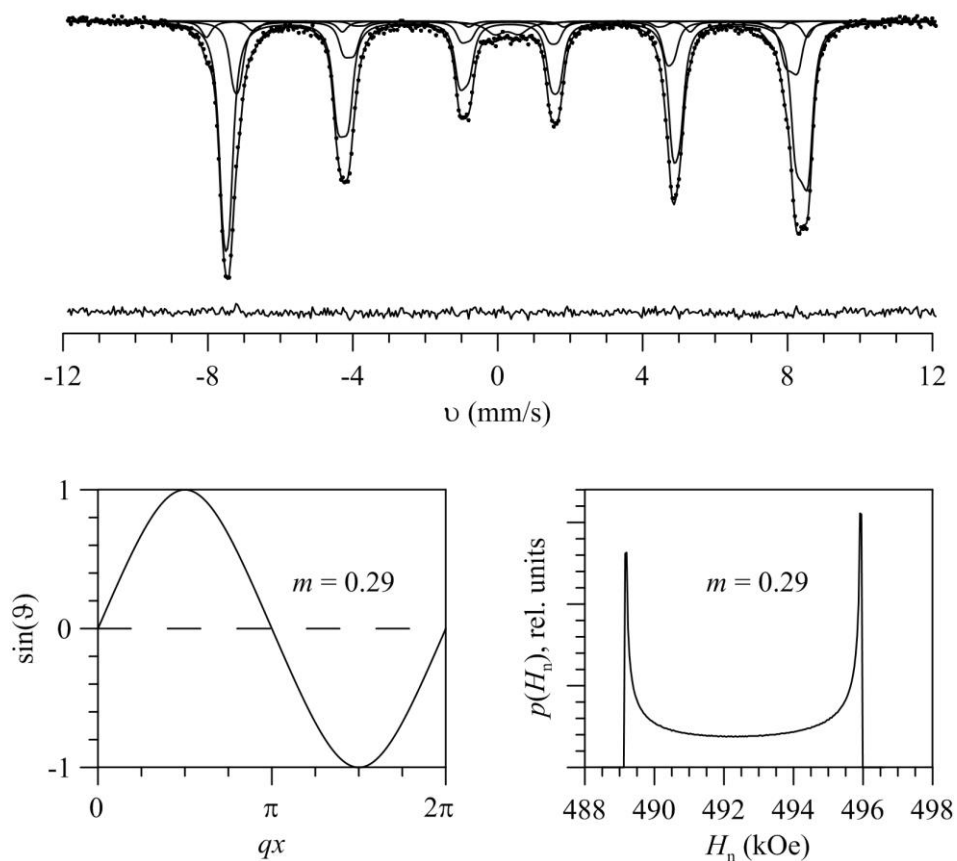 -12 -8 -4 0 4 8 12
υ (mm/s)
1
0
-1
sin(ϑ)
m = 0.29
0 π 2π
qx
p(Hn), rel. units
m = 0.29
488 490 492 494 496 498
Hn (kOe)